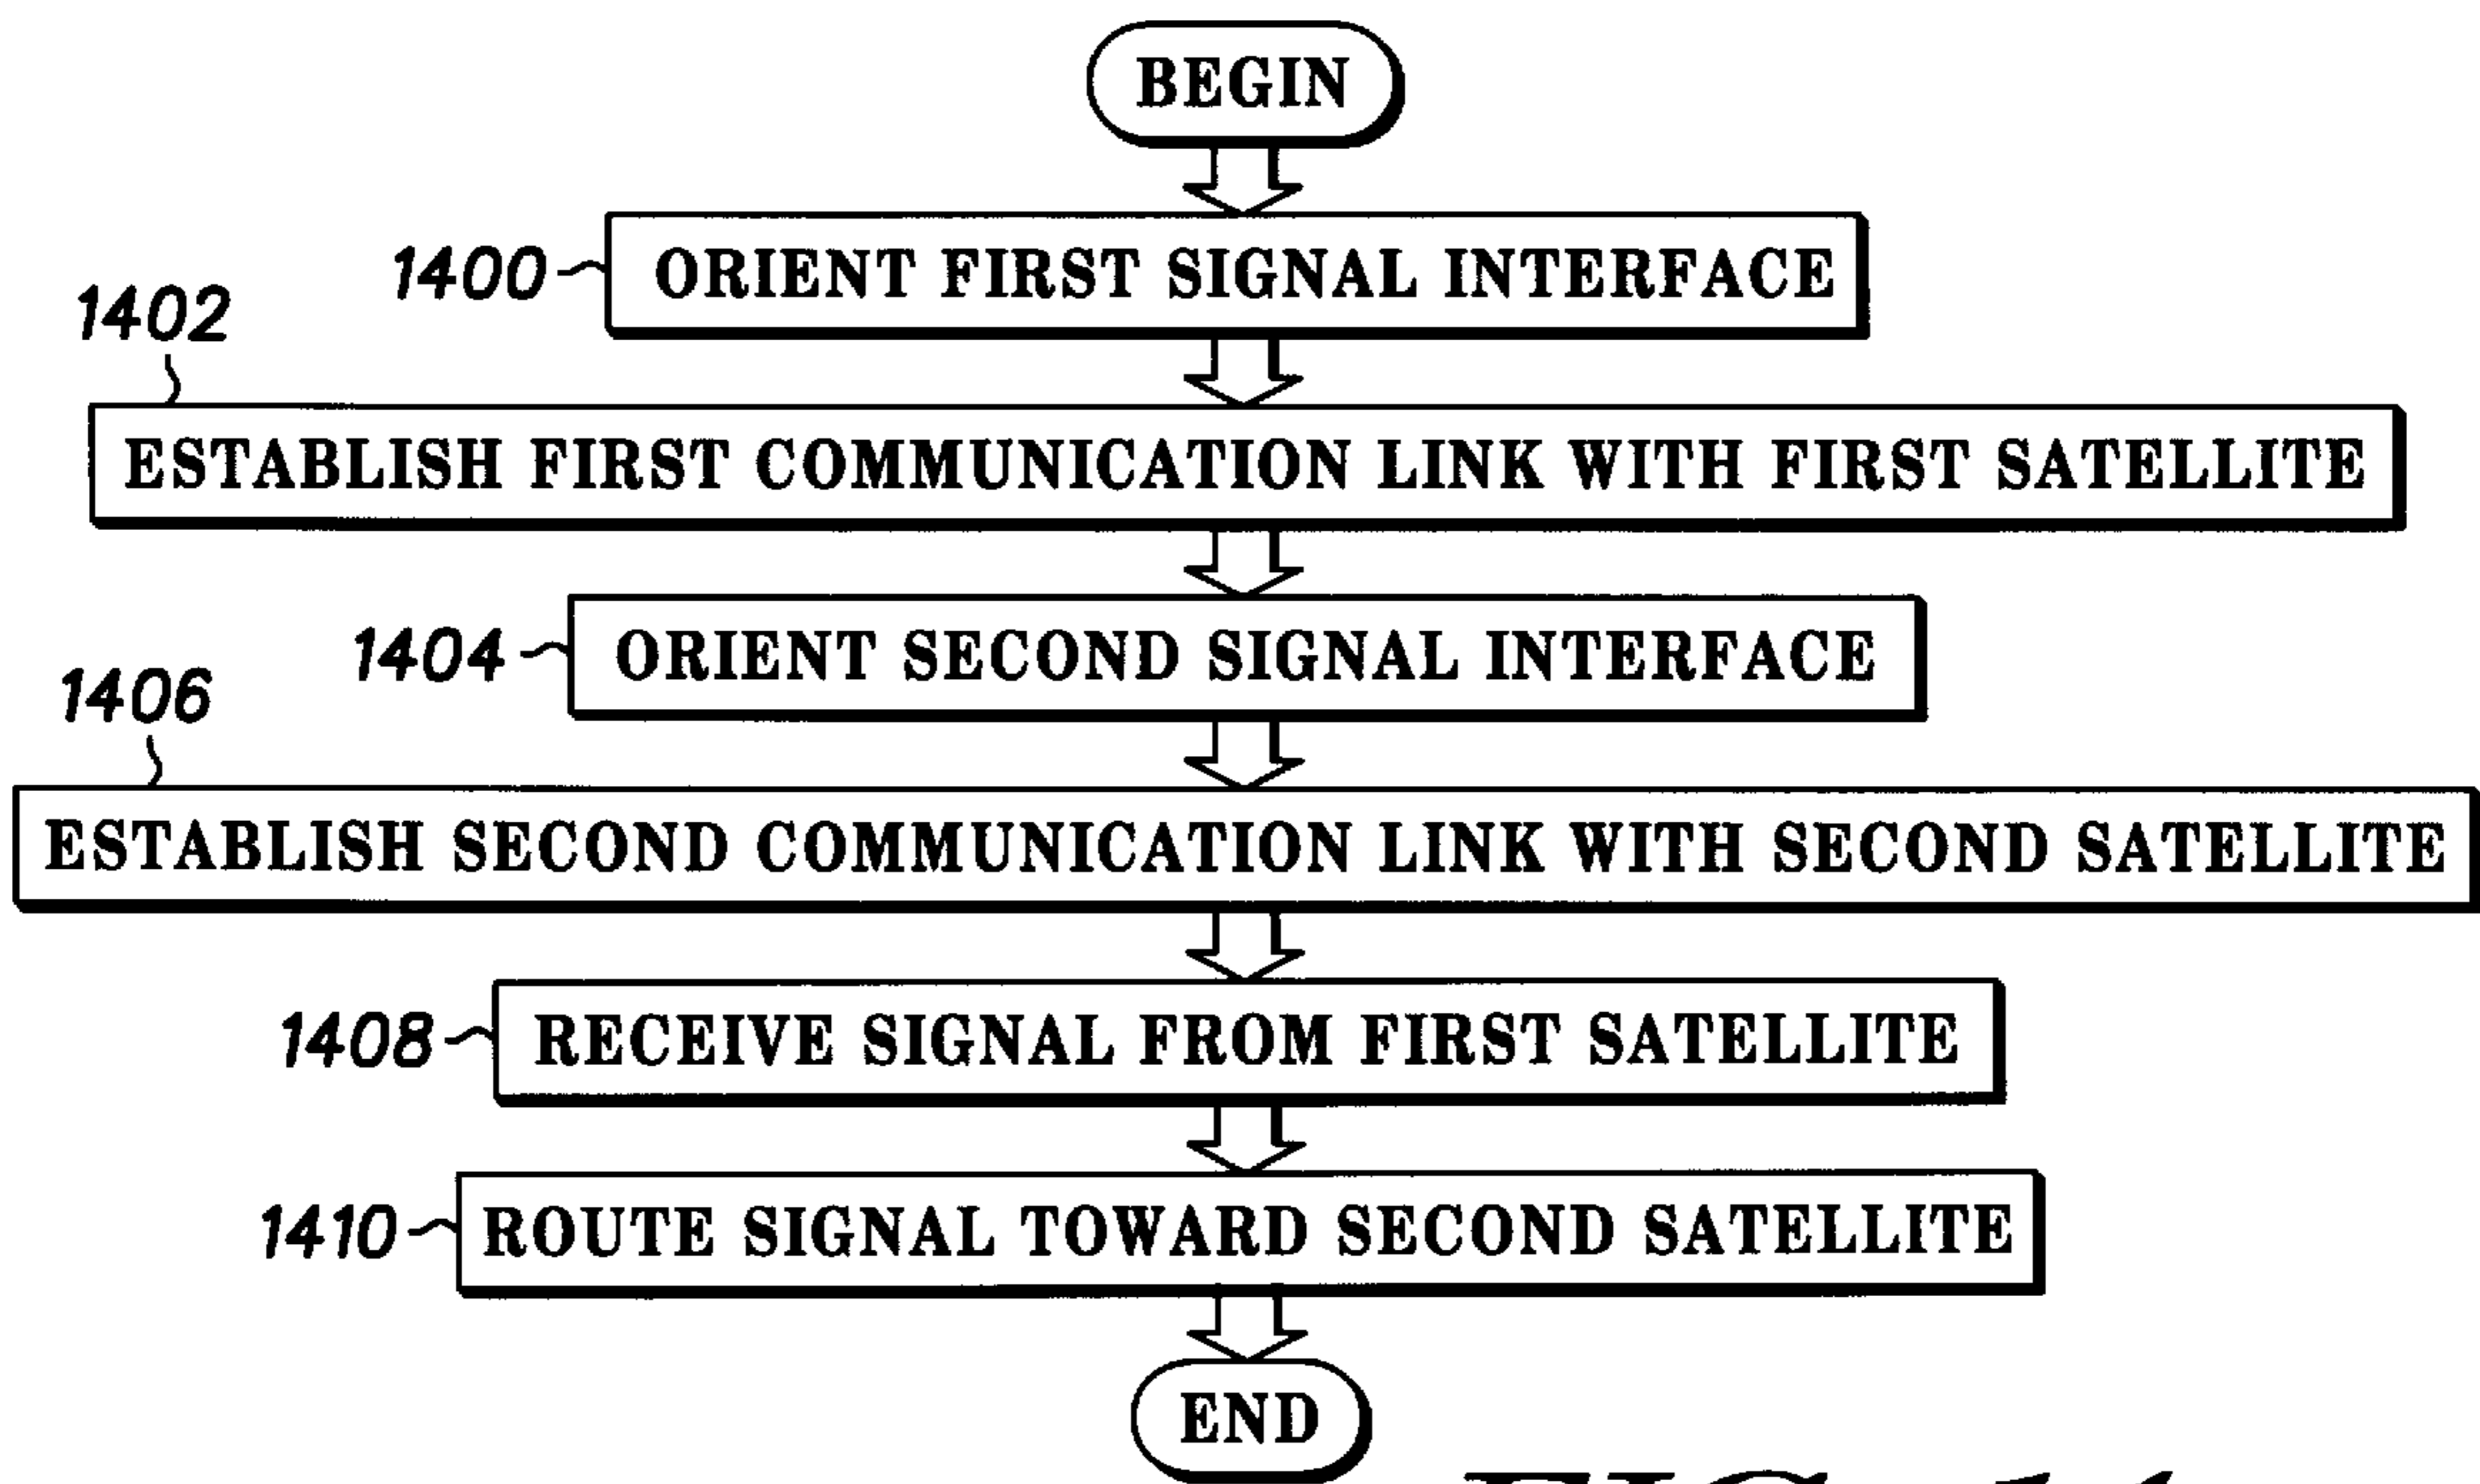 BEGIN
1400
ORIENT FIRST SIGNAL INTERFACE
1402
ESTABLISH FIRST COMMUNICATION LINK WITH FIRST SATELLITE
1404
ORIENT SECOND SIGNAL INTERFACE
1406
ESTABLISH SECOND COMMUNICATION LINK WITH SECOND SATELLITE
1408
RECEIVE SIGNAL FROM FIRST SATELLITE
1410
ROUTE SIGNAL TOWARD SECOND SATELLITE
END